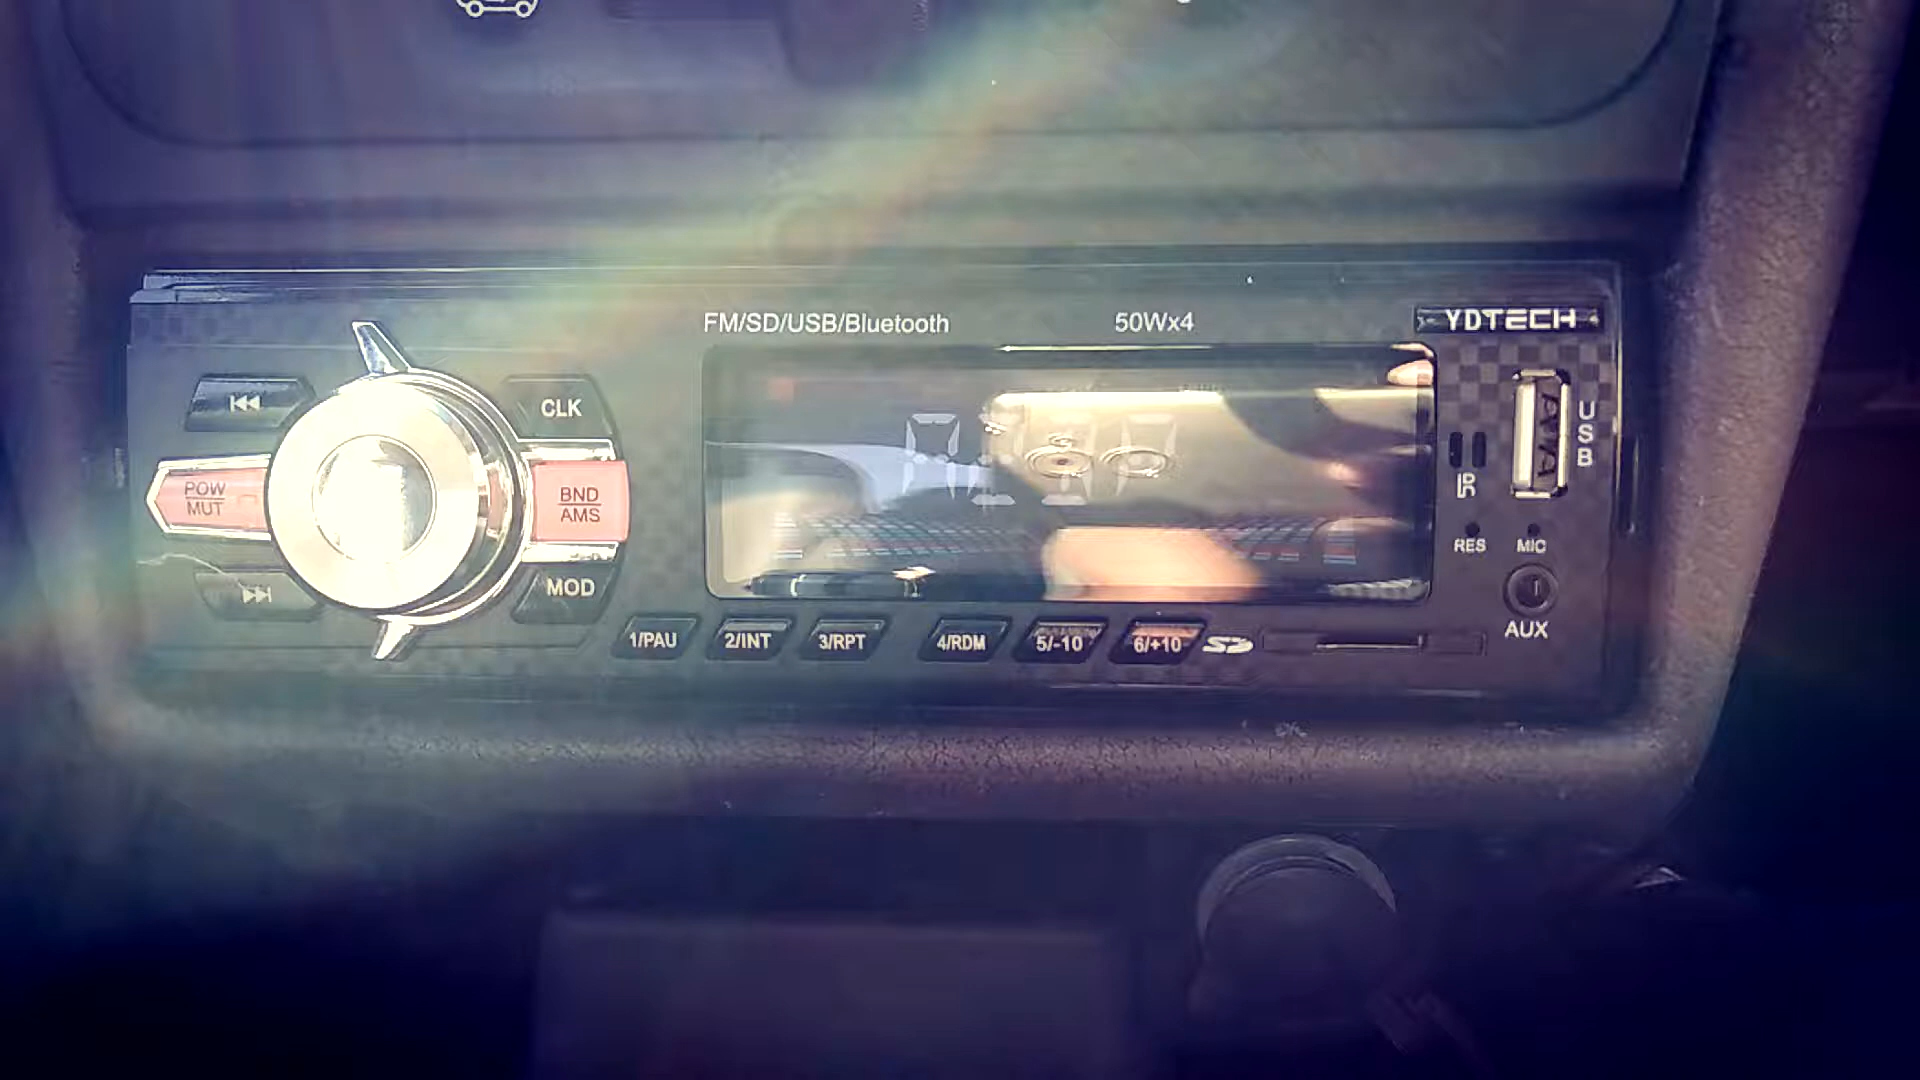 FM/SD/USB/Bluetooth
50Wx4
YDTECH
CLK
POW
MUT
BND
AMS
MOD
USB
IR
RES
MIC
AUX
1/PAU
2/INT
3/RPT
4/RDM
5/-10
6/+10
SD